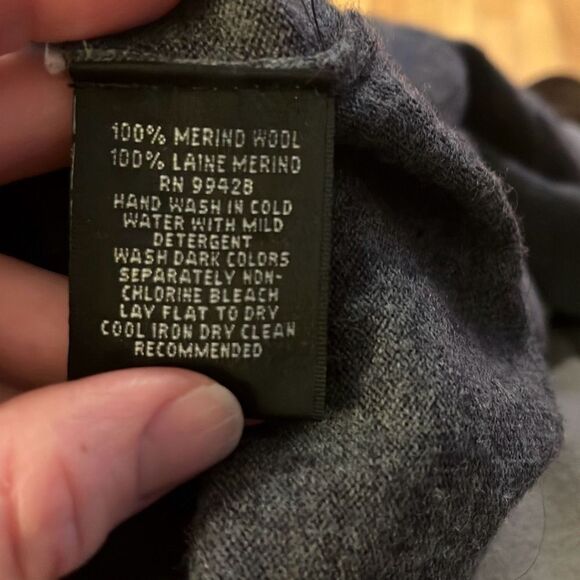 100% MERINO WOOL
100% LAINE MERINO
RN 99428
HAND WASH IN COLD
WATER WITH MILD
DETERGENT
WASH DARK COLORS
SEPARATELY NON-
CHLORINE BLEACH
LAY FLAT TO DRY
COOL IRON DRY CLEAN
RECOMMENDED